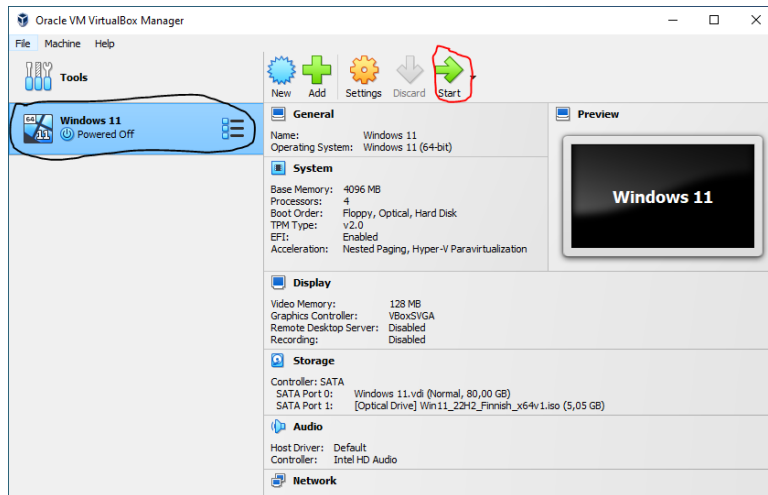 Oracle VM VirtualBox Manager
File Machine Help
Tools
New Add Settings Discard Start
64
11
Windows 11
Powered Off
General
Name: Windows 11
Operating System: Windows 11 (64-bit)
Preview
Windows 11
System
Base Memory: 4096 MB
Processors: 4
Boot Order: Floppy, Optical, Hard Disk
TPM Type: v2.0
EFI: Enabled
Acceleration: Nested Paging, Hyper-V Paravirtualization
Display
Video Memory: 128 MB
Graphics Controller: VBoxSVGA
Remote Desktop Server: Disabled
Recording: Disabled
Storage
Controller: SATA
SATA Port 0: Windows 11.vdi (Normal, 80,00 GB)
SATA Port 1: [Optical Drive] Win11_22H2_Finnish_x64v1.iso (5,05 GB)
Audio
Host Driver: Default
Controller: Intel HD Audio
Network